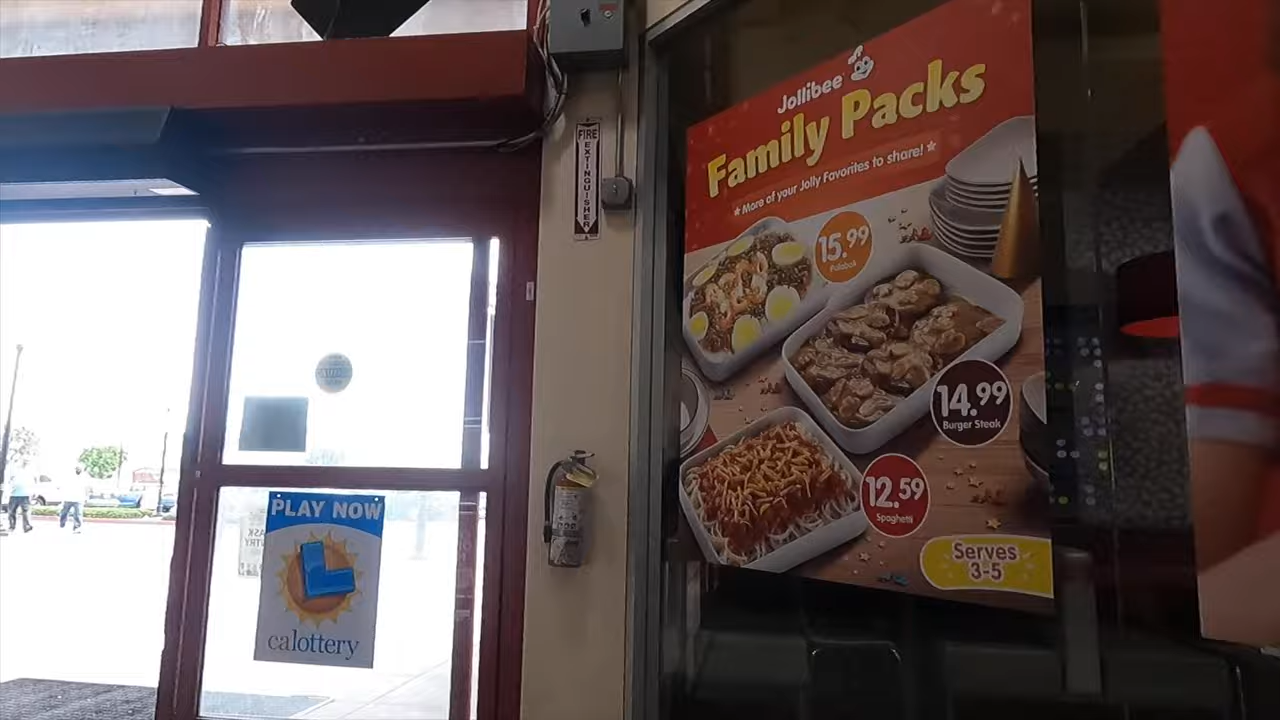 FIRE EXTINGUISHER
PLAY NOW
calottery
Jollibee
Family Packs
★ More of your Jolly Favorites to share! ★
15.99
Palabok
14.99
Burger Steak
12.59
Spaghetti
Serves
3-5